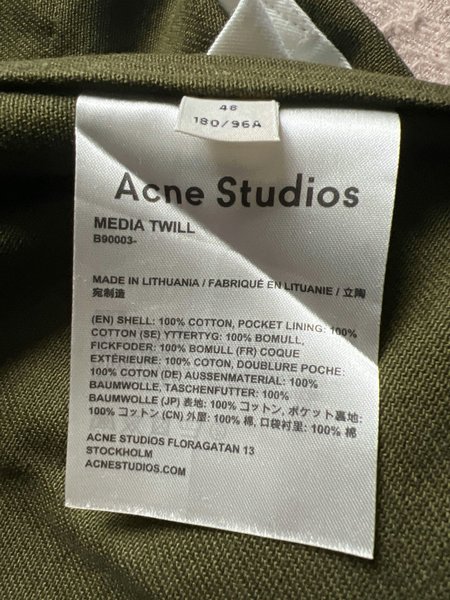 48
180/96A
Acne Studios
MEDIA TWILL
B90003-
MADE IN LITHUANIA / FABRIQUÉ EN LITUANIE / 立陶
宛制造
(EN) SHELL: 100% COTTON, POCKET LINING: 100%
COTTON (SE) YTTERTYG: 100% BOMULL,
FICKFODER: 100% BOMULL (FR) COQUE
EXTÉRIEURE: 100% COTON, DOUBLURE POCHE:
100% COTON (DE) AUSSENMATERIAL: 100%
BAUMWOLLE, TASCHENFUTTER: 100%
BAUMWOLLE (JP) 表地: 100% コットン, ポケット裏地:
100% コットン (CN) 外层: 100% 棉, 口袋衬里: 100% 棉
ACNE STUDIOS FLORAGATAN 13
STOCKHOLM
ACNESTUDIOS.COM